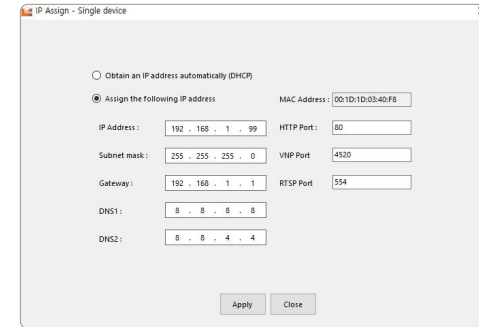 IP Assign - Single device
Obtain an IP address automatically (DHCP)
Assign the following IP address
MAC Address : 00:1D:1D:03:40:F8
IP Address : 192 . 168 . 1 . 99
HTTP Port : 80
Subnet mask : 255 . 255 . 255 . 0
VNP Port 4520
Gateway : 192 . 168 . 1 . 1
RTSP Port 554
DNS1 : 8 . 8 . 8 . 8
DNS2 : 8 . 8 . 4 . 4
Apply Close